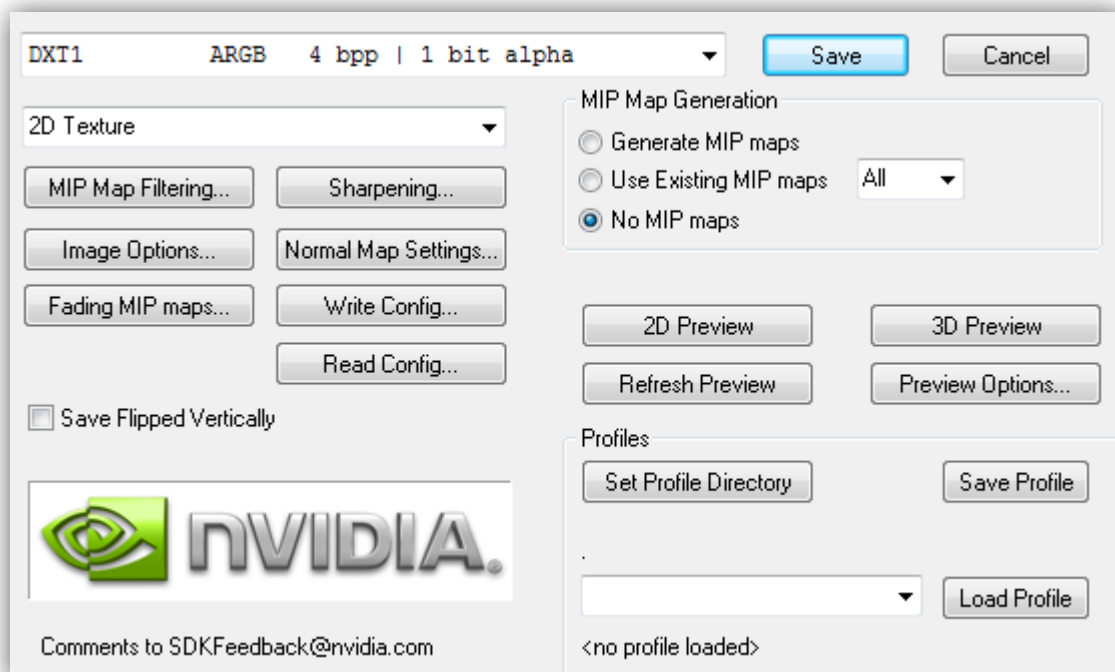 DXT1 ARGB 4 bpp | 1 bit alpha
Save
Cancel
2D Texture
MIP Map Generation
Generate MIP maps
Use Existing MIP maps All
No MIP maps
MIP Map Filtering...
Sharpening...
Image Options...
Normal Map Settings...
Fading MIP maps...
Write Config...
Read Config...
2D Preview
3D Preview
Refresh Preview
Preview Options...
Save Flipped Vertically
Profiles
Set Profile Directory
Save Profile
nVIDIA®
.
Load Profile
Comments to SDKFeedback@nvidia.com
<no profile loaded>